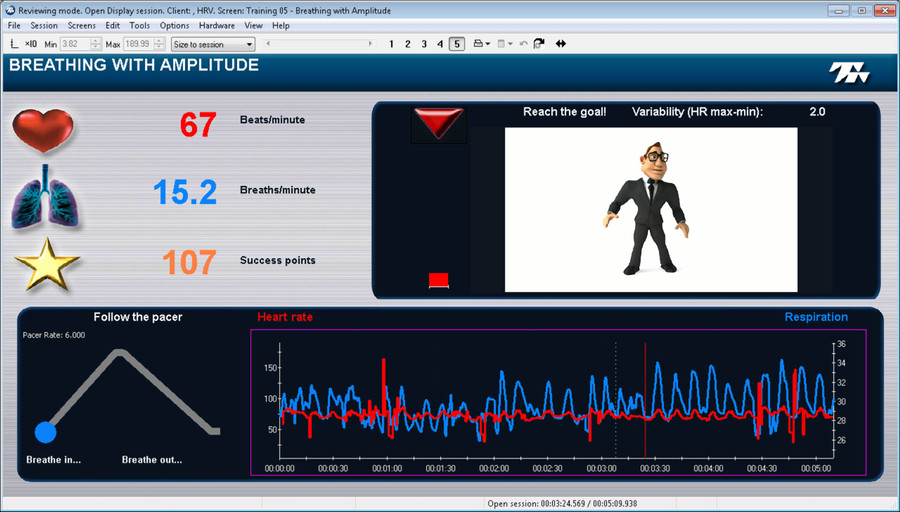 Reviewing mode. Open Display session. Client: , HRV. Screen: Training 05 - Breathing with Amplitude
File Session Screens Edit Tools Options Hardware View Help
Min 3.82 Max 189.99 Size to session 1 2 3 4 5
BREATHING WITH AMPLITUDE
67 Beats/minute
15.2 Breaths/minute
107 Success points
Reach the goal! Variability (HR max-min): 2.0
Follow the pacer
Pacer Rate: 6.000
Breathe in... Breathe out...
Heart rate Respiration
150
100
50
36
34
32
30
28
26
00:00:00 00:00:30 00:01:00 00:01:30 00:02:00 00:02:30 00:03:00 00:03:30 00:04:00 00:04:30 00:05:00
Open session: 00:03:24.569 / 00:05:09.938